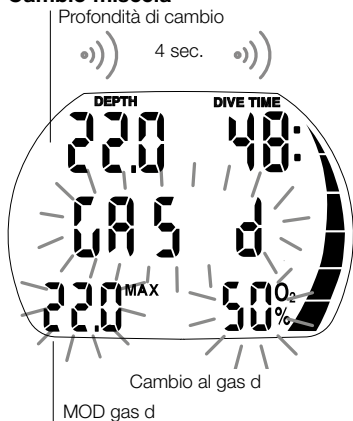 Cambio miscela
Profondità di cambio
4 sec.
DEPTH DIVE TIME
22.0 48:
GAS d
22.0 MAX 50% O2
Cambio al gas d
MOD gas d